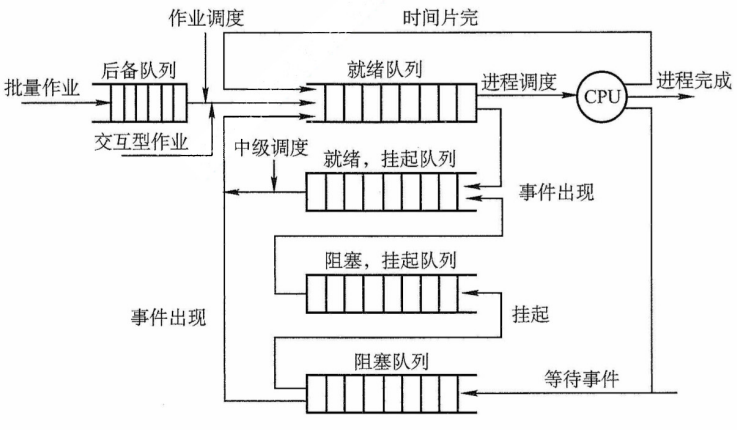 作业调度
时间片完
后备队列
就绪队列
批量作业
进程调度
CPU
进程完成
交互型作业
中级调度
就绪，挂起队列
事件出现
阻塞，挂起队列
事件出现
挂起
阻塞队列
等待事件